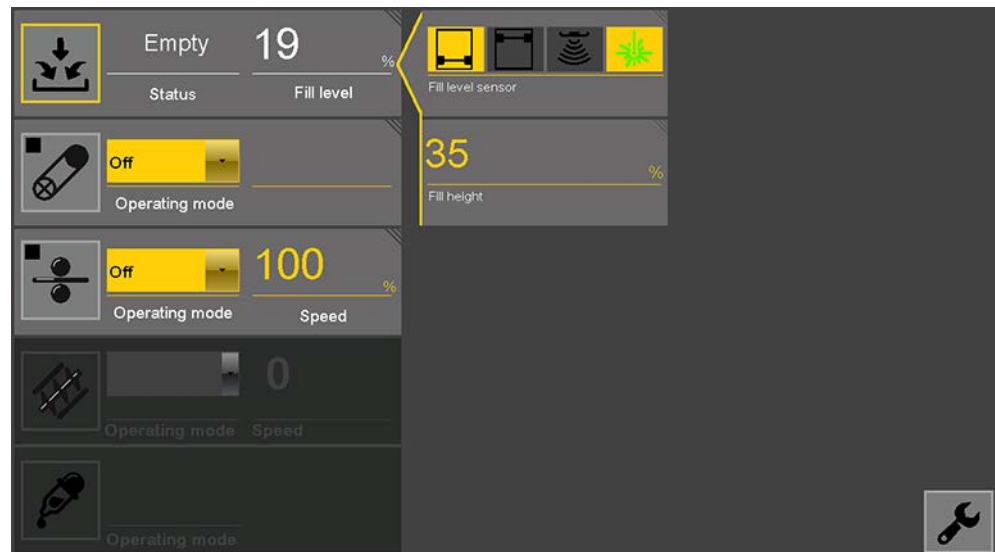 Empty
19
%
Status
Fill level
Fill level sensor
Off
Operating mode
35
%
Fill height
Off
100
%
Operating mode
Speed
0
Operating mode
Speed
Operating mode